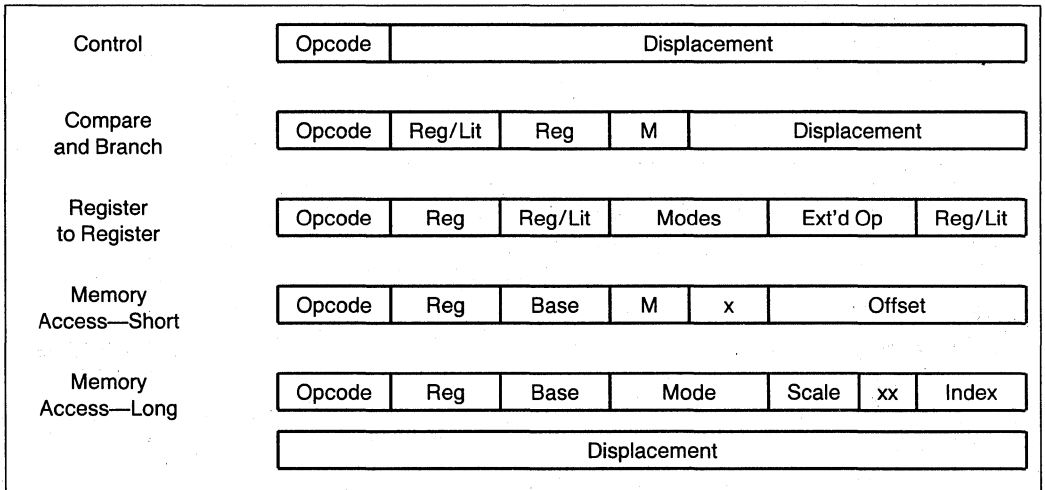 Control Opcode Displacement
Compare
and Branch
Opcode Reg/Lit Reg M Displacement
Register
to Register
Opcode Reg Reg/Lit Modes Ext'd Op Reg/Lit
Memory
Access—Short
Opcode Reg Base M x Offset
Memory
Access—Long
Opcode Reg Base Mode Scale xx Index
Displacement